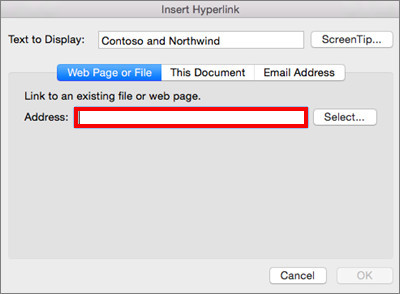 Insert Hyperlink
Text to Display: Contoso and Northwind ScreenTip...
Web Page or File This Document Email Address
Link to an existing file or web page.
Address: Select...
Cancel OK